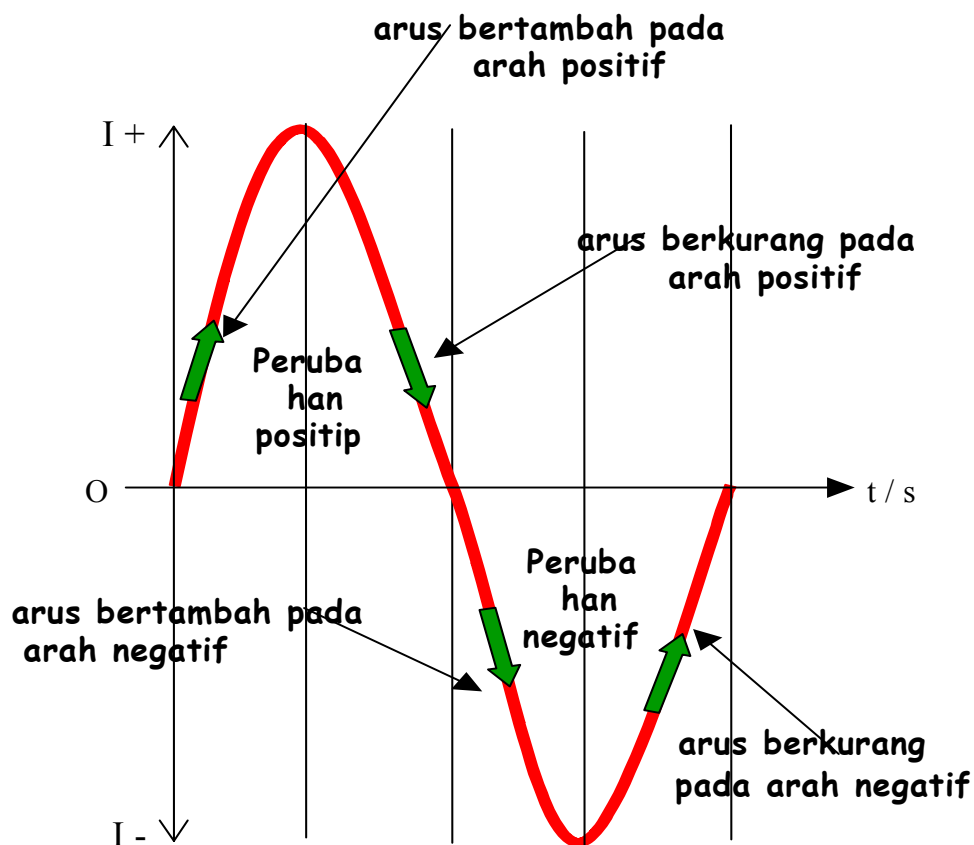 arus bertambah pada
arah positif
I +
arus berkurang pada
arah positif
Peruba
han
positip
O
t / s
Peruba
han
negatif
arus bertambah pada
arah negatif
arus berkurang
pada arah negatif
I -